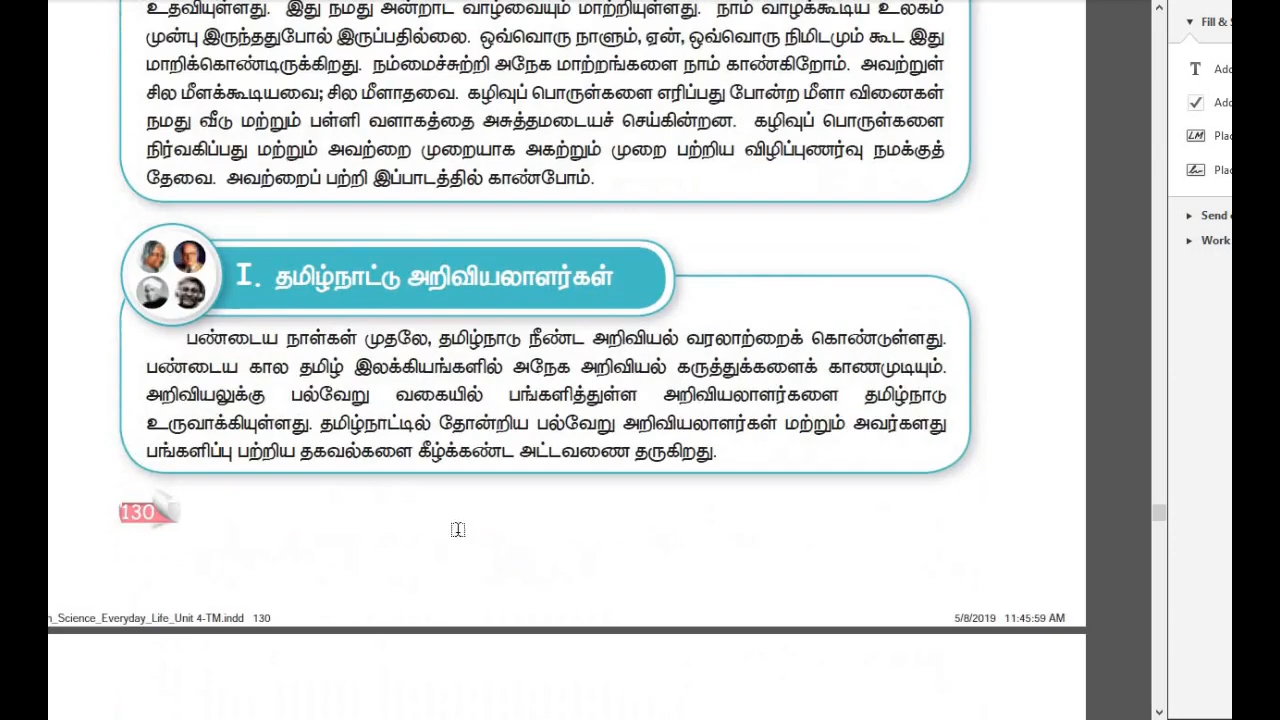 உதவியுள்ளது. இது நமது அன்றாட வாழ்வையும் மாற்றியுள்ளது. நாம் வாழக்கூடிய உலகம்
முன்பு இருந்ததுபோல் இருப்பதில்லை. ஒவ்வொரு நாளும், ஏன், ஒவ்வொரு நிமிடமும் கூட இது
மாறிக்கொண்டிருக்கிறது. நம்மைச்சுற்றி அநேக மாற்றங்களை நாம் காண்கிறோம். அவற்றுள்
சில மீளக்கூடியவை; சில மீளாதவை. கழிவுப் பொருள்களை எரிப்பது போன்ற மீளா வினைகள்
நமது வீடு மற்றும் பள்ளி வளாகத்தை அசுத்தமடையச் செய்கின்றன. கழிவுப் பொருள்களை
நிர்வகிப்பது மற்றும் அவற்றை முறையாக அகற்றும் முறை பற்றிய விழிப்புணர்வு நமக்குத்
தேவை. அவற்றைப் பற்றி இப்பாடத்தில் காண்போம்.
I. தமிழ்நாட்டு அறிவியலாளர்கள்
பண்டைய நாள்கள் முதலே, தமிழ்நாடு நீண்ட அறிவியல் வரலாற்றைக் கொண்டுள்ளது.
பண்டைய கால தமிழ் இலக்கியங்களில் அநேக அறிவியல் கருத்துக்களைக் காணமுடியும்.
அறிவியலுக்கு பல்வேறு வகையில் பங்களித்துள்ள அறிவியலாளர்களை தமிழ்நாடு
உருவாக்கியுள்ளது. தமிழ்நாட்டில் தோன்றிய பல்வேறு அறிவியலாளர்கள் மற்றும் அவர்களது
பங்களிப்பு பற்றிய தகவல்களை கீழ்க்கண்ட அட்டவணை தருகிறது.
130
_Science_Everyday_Life_Unit 4-TM.indd 130 5/8/2019 11:45:59 AM
Fill &
Send
Work